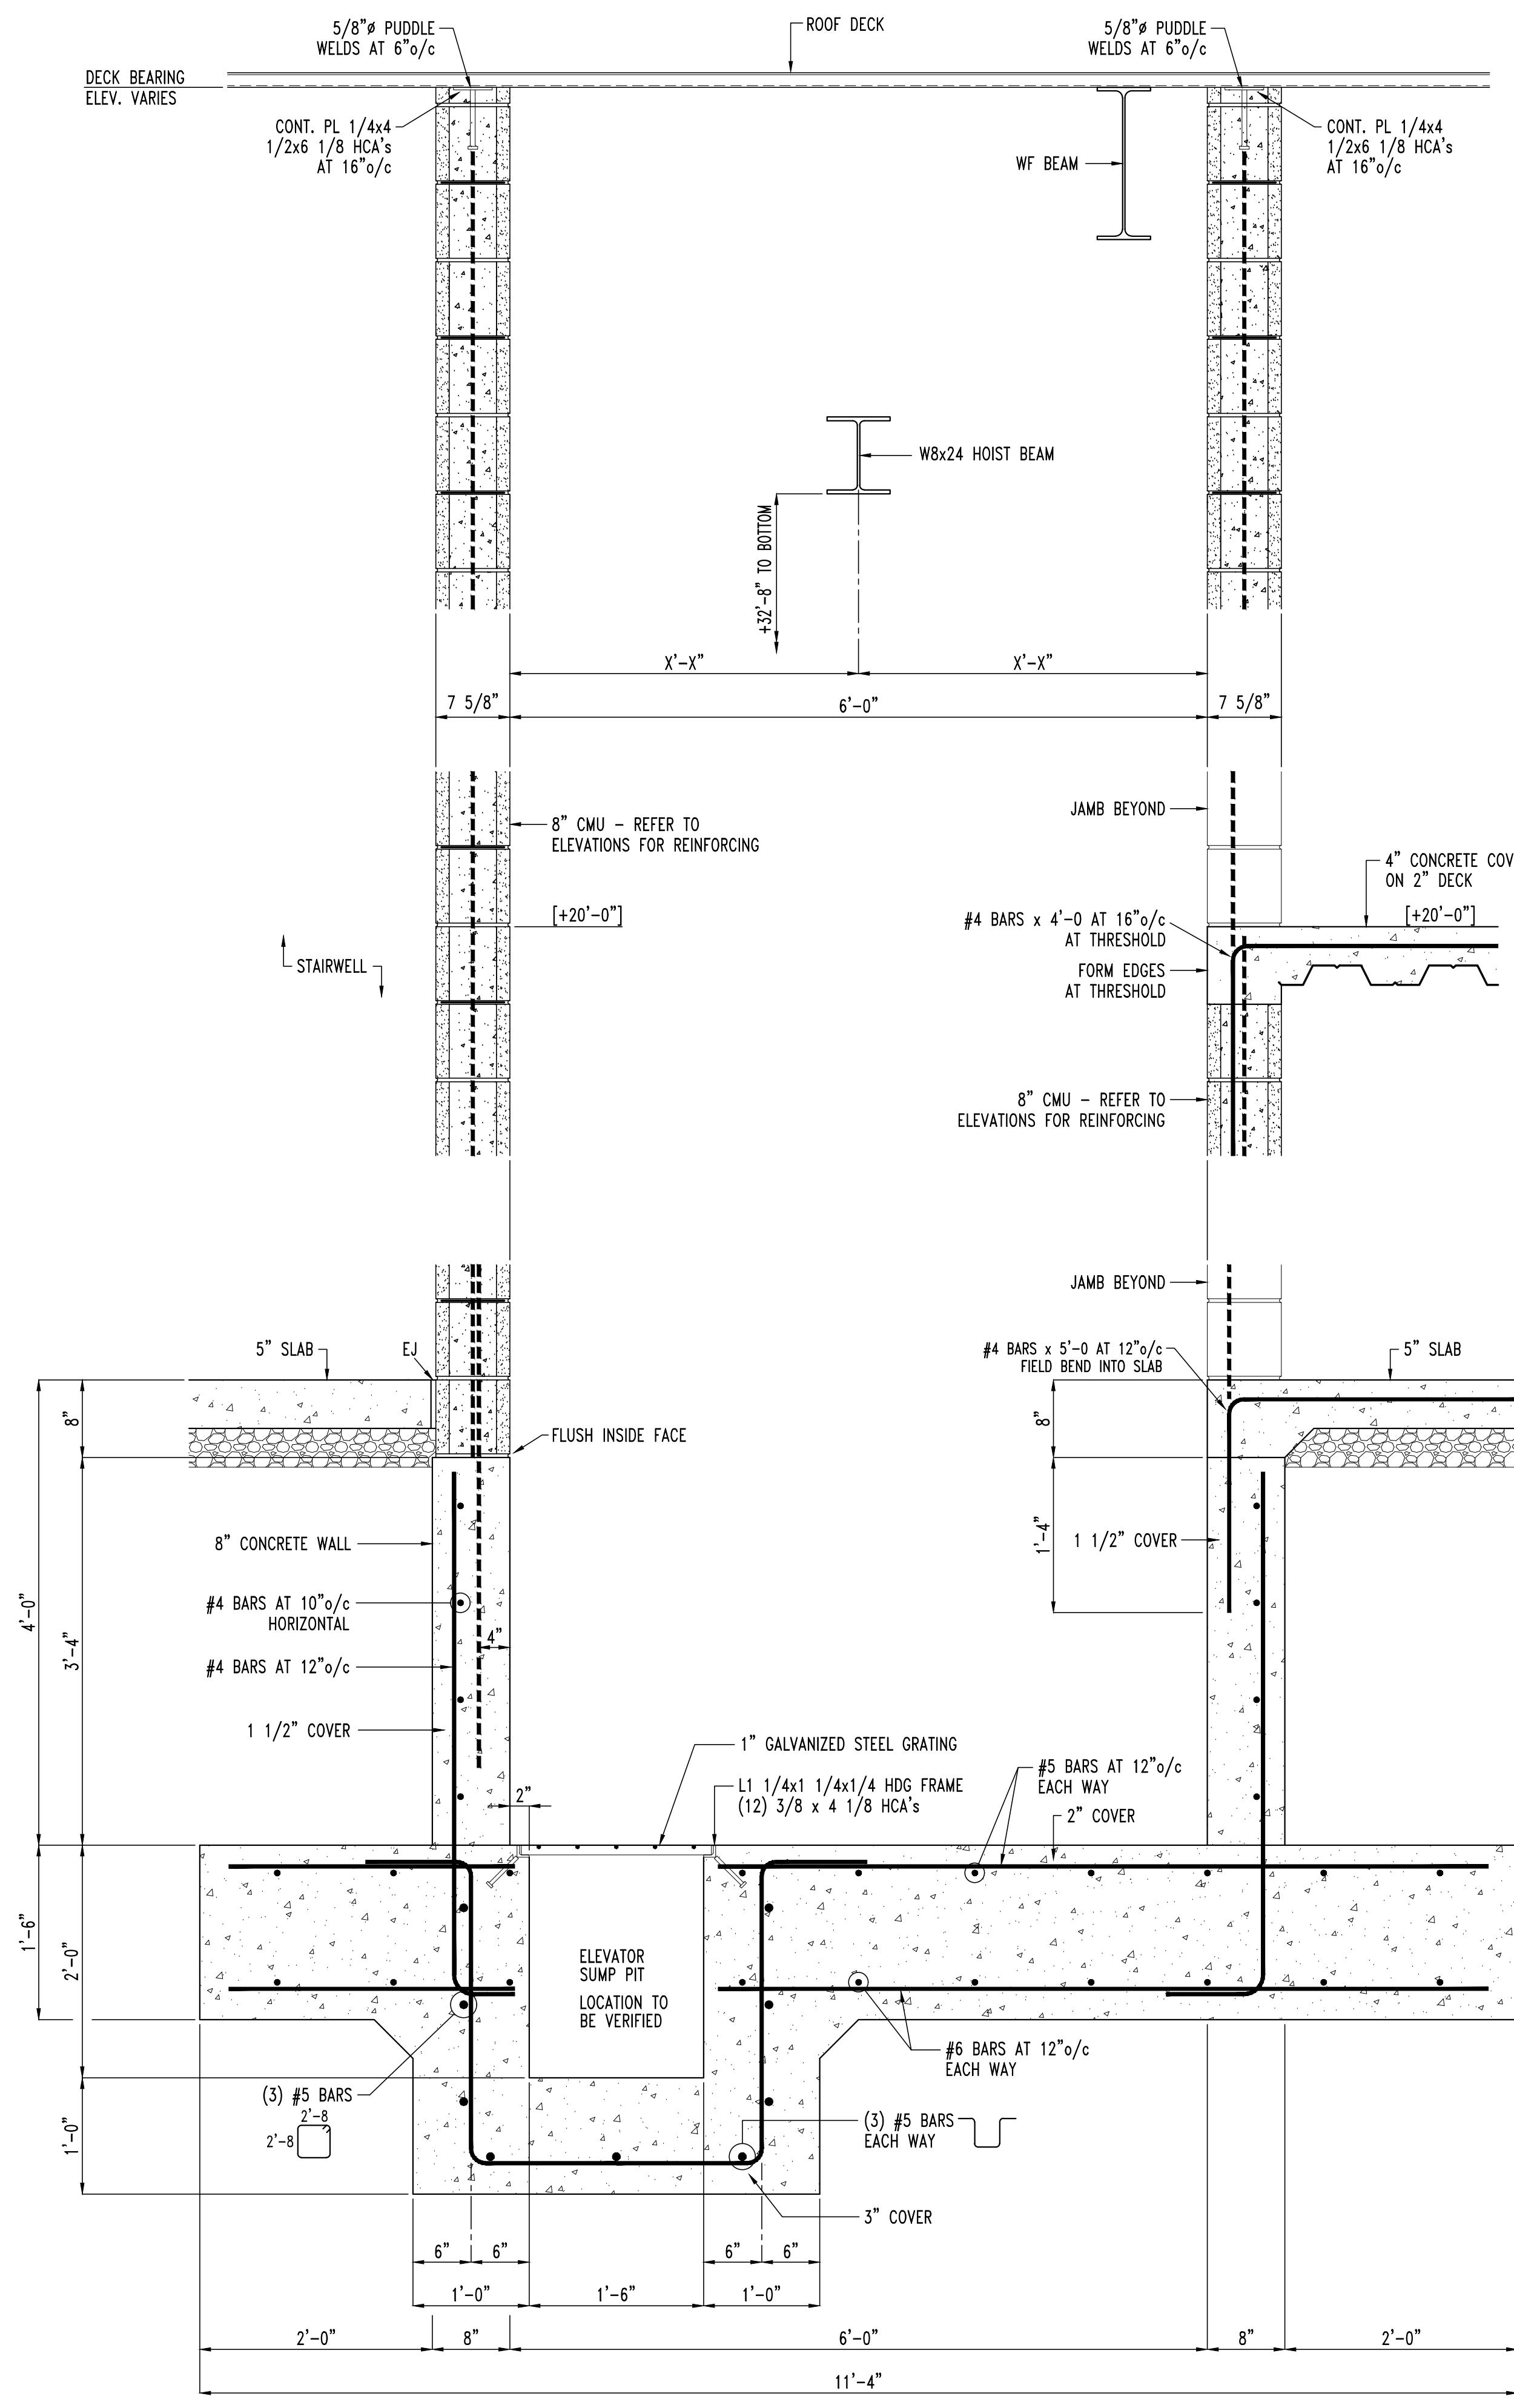 5/8"ø PUDDLE
WELDS AT 6"o/c
ROOF DECK
5/8"ø PUDDLE
WELDS AT 6"o/c
DECK BEARING
ELEV. VARIES
CONT. PL 1/4x4
1/2x6 1/8 HCA's
AT 16"o/c
WF BEAM
CONT. PL 1/4x4
1/2x6 1/8 HCA's
AT 16"o/c
W8x24 HOIST BEAM
+32'-8" TO BOTTOM
X'-X"
X'-X"
7 5/8"
6'-0"
7 5/8"
JAMB BEYOND
8" CMU – REFER TO
ELEVATIONS FOR REINFORCING
4" CONCRETE COV
ON 2" DECK
[+20'-0"]
[+20'-0"]
#4 BARS x 4'-0 AT 16"o/c
AT THRESHOLD
STAIRWELL
FORM EDGES
AT THRESHOLD
8" CMU – REFER TO
ELEVATIONS FOR REINFORCING
JAMB BEYOND
5" SLAB
EJ
#4 BARS x 5'-0 AT 12"o/c
FIELD BEND INTO SLAB
5" SLAB
8"
8"
FLUSH INSIDE FACE
8" CONCRETE WALL
1'-4"
1 1/2" COVER
4'-0"
3'-4"
#4 BARS AT 10"o/c
HORIZONTAL
4"
#4 BARS AT 12"o/c
1 1/2" COVER
1" GALVANIZED STEEL GRATING
2"
L1 1/4x1 1/4x1/4 HDG FRAME
(12) 3/8 x 4 1/8 HCA's
#5 BARS AT 12"o/c
EACH WAY
2" COVER
1'-6"
2'-0"
ELEVATOR
SUMP PIT
LOCATION TO
BE VERIFIED
#6 BARS AT 12"o/c
EACH WAY
(3) #5 BARS
2'-8
2'-8
1'-0"
(3) #5 BARS
EACH WAY
3" COVER
6"
6"
6"
6"
1'-0"
1'-6"
1'-0"
2'-0"
8"
6'-0"
8"
2'-0"
11'-4"